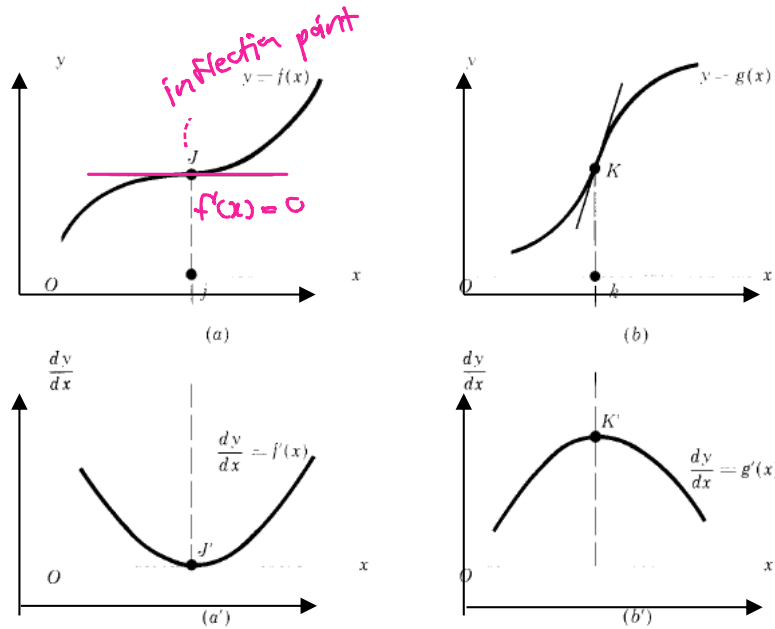 inflection point
y
y = f(x)
J
f'(x) = 0
O
j
x
(a)
y
y = g(x)
K
O
k
x
(b)
dy
dx
dy
dx = f'(x)
J'
O
x
(a')
dy
dx
K'
dy
dx = g'(x
O
x
(b')